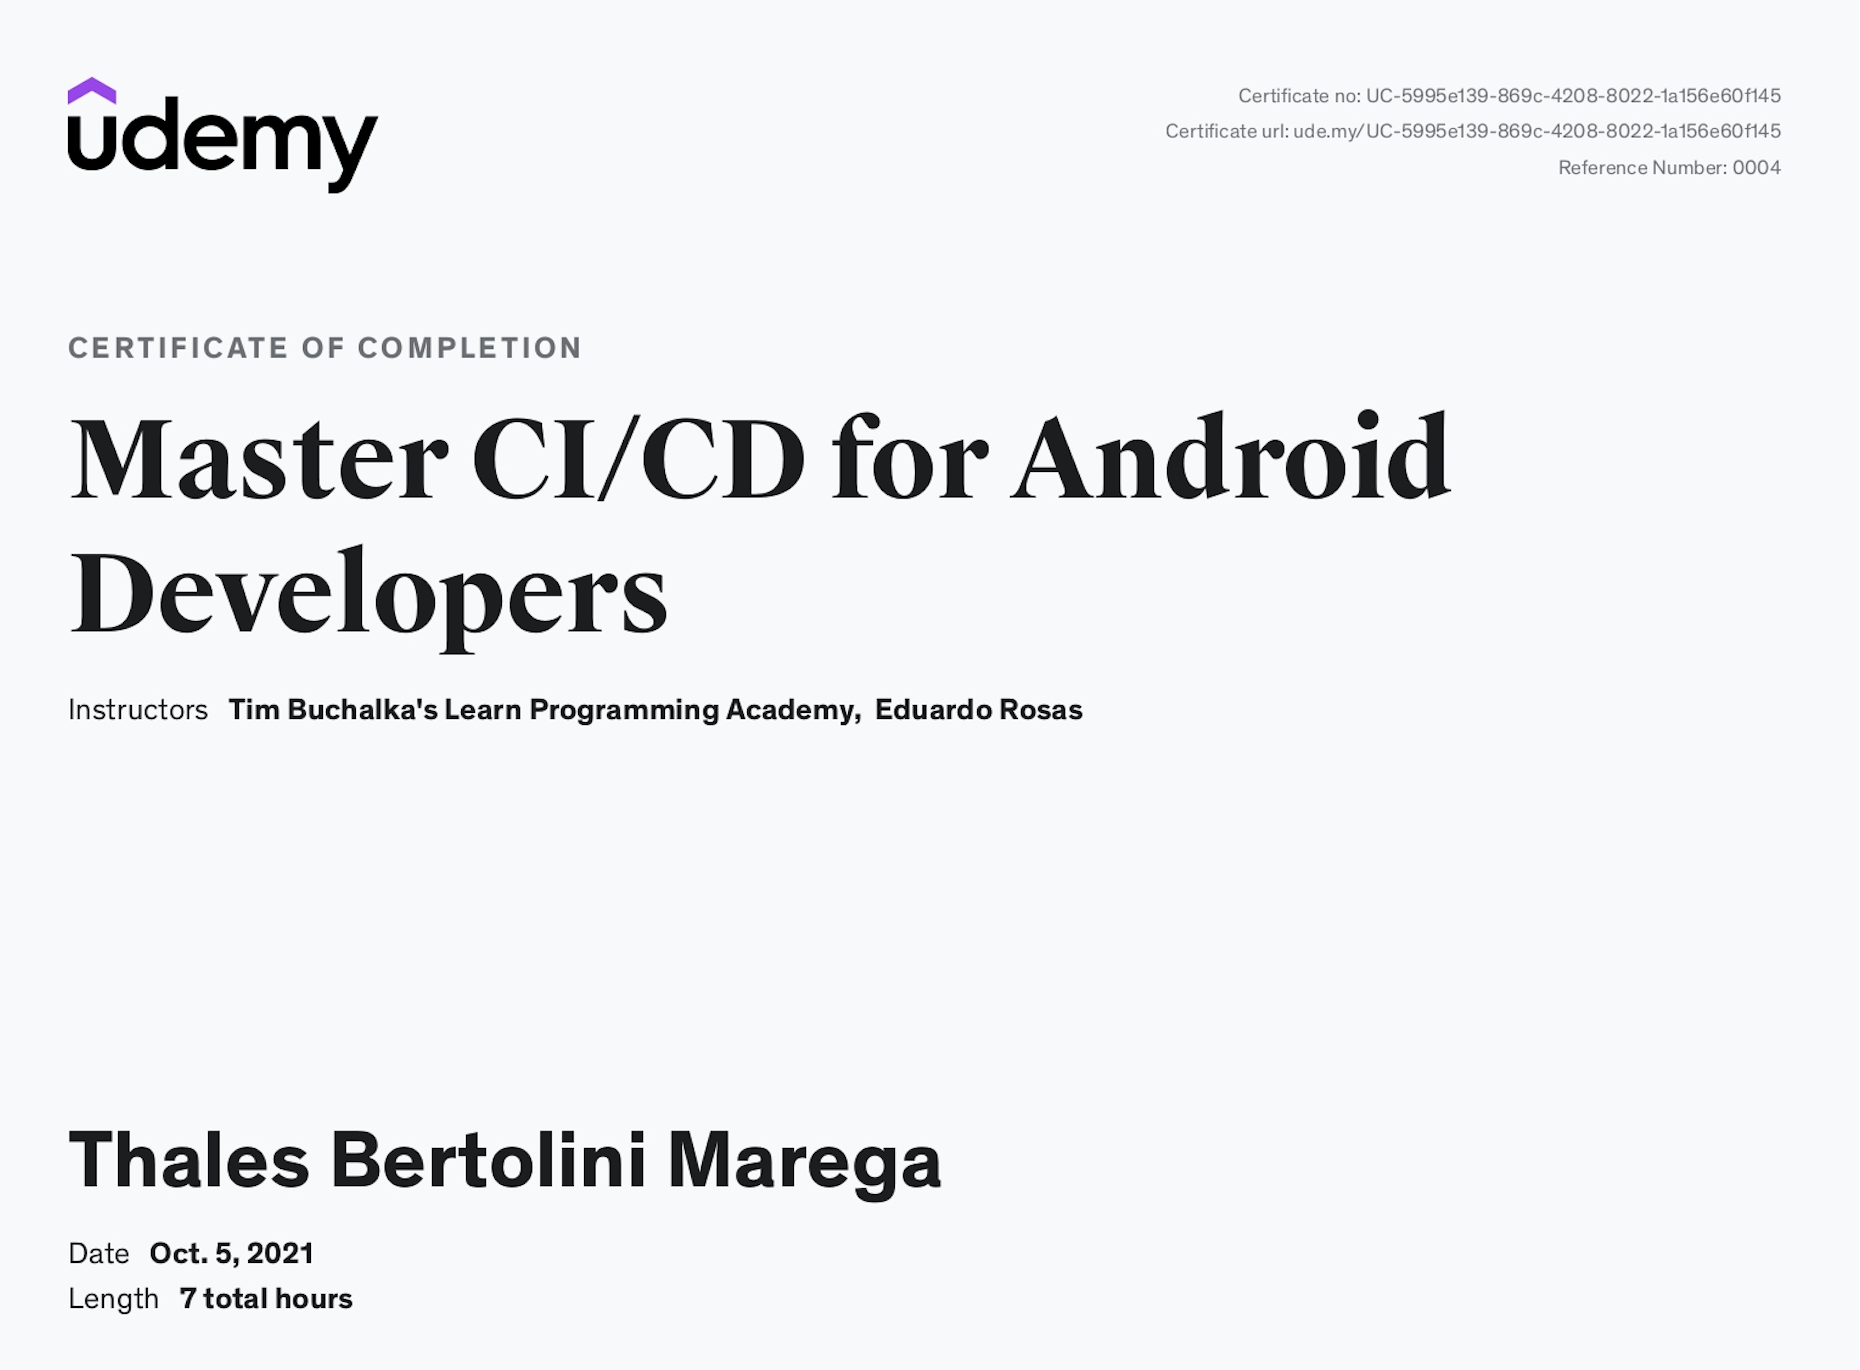 udemy
Certificate no: UC-5995e139-869c-4208-8022-1a156e60f145
Certificate url: ude.my/UC-5995e139-869c-4208-8022-1a156e60f145
Reference Number: 0004
CERTIFICATE OF COMPLETION
Master CI/CD for Android
Developers
Instructors Tim Buchalka's Learn Programming Academy, Eduardo Rosas
Thales Bertolini Marega
Date Oct. 5, 2021
Length 7 total hours